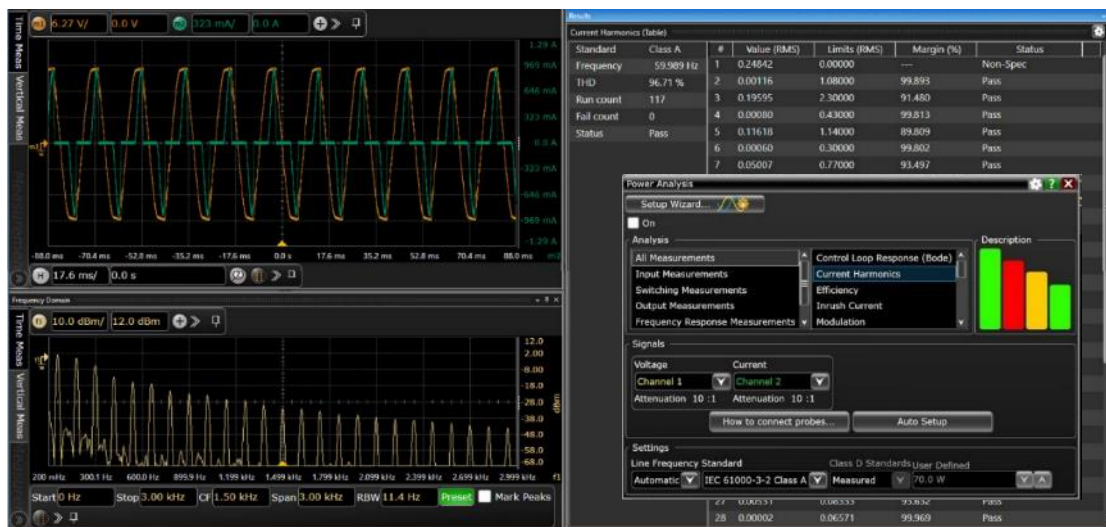 m1 6.27 V/ 0.0 V m2 323 mA/ 0.0 A
Time Meas
Vertical Meas
1.29 A
969 mA
646 mA
323 mA
0.0 A
-323 mA
-646 mA
-969 mA
-1.29 A
-88.0 ms -70.4 ms -52.8 ms -35.2 ms -17.6 ms 0.0 s 17.6 ms 35.2 ms 52.8 ms 70.4 ms 88.0 ms m2
H 17.6 ms/ 0.0 s
Frequency Domain
f1 10.0 dBm/ 12.0 dBm
Time Meas
Vertical Meas
12.0
2.00
-8.00
-18.0
-28.0
-38.0
-48.0
-58.0
-68.0
dBm
200 mHz 300.1 Hz 600.0 Hz 899.9 Hz 1.199 kHz 1.499 kHz 1.799 kHz 2.099 kHz 2.399 kHz 2.699 kHz 2.999 kHz f1
Start 0 Hz Stop 3.00 kHz CF 1.50 kHz Span 3.00 kHz RBW 11.4 Hz Preset Mark Peaks
Results
Current Harmonics (Table)
Standard Class A
Frequency 59.989 Hz
THD 96.71 %
Run count 117
Fail count 0
Status Pass
# Value (RMS) Limits (RMS) Margin (%) Status
1 0.24842 0.00000 --- Non-Spec
2 0.00116 1.08000 99.893 Pass
3 0.19595 2.30000 91.480 Pass
4 0.00080 0.43000 99.813 Pass
5 0.11618 1.14000 89.809 Pass
6 0.00060 0.30000 99.802 Pass
7 0.05007 0.77000 93.497 Pass
Power Analysis
Setup Wizard...
On
Analysis
All Measurements
Input Measurements
Switching Measurements
Output Measurements
Frequency Response Measurements
Control Loop Response (Bode)
Current Harmonics
Efficiency
Inrush Current
Modulation
Description
Signals
Voltage Current
Channel 1 Channel 2
Attenuation 10 :1 Attenuation 10 :1
How to connect probes... Auto Setup
Settings
Line Frequency Standard Class D Standards User Defined
Automatic IEC 61000-3-2 Class A Measured 70.0 W
28 0.00002 0.06571 99.969 Pass